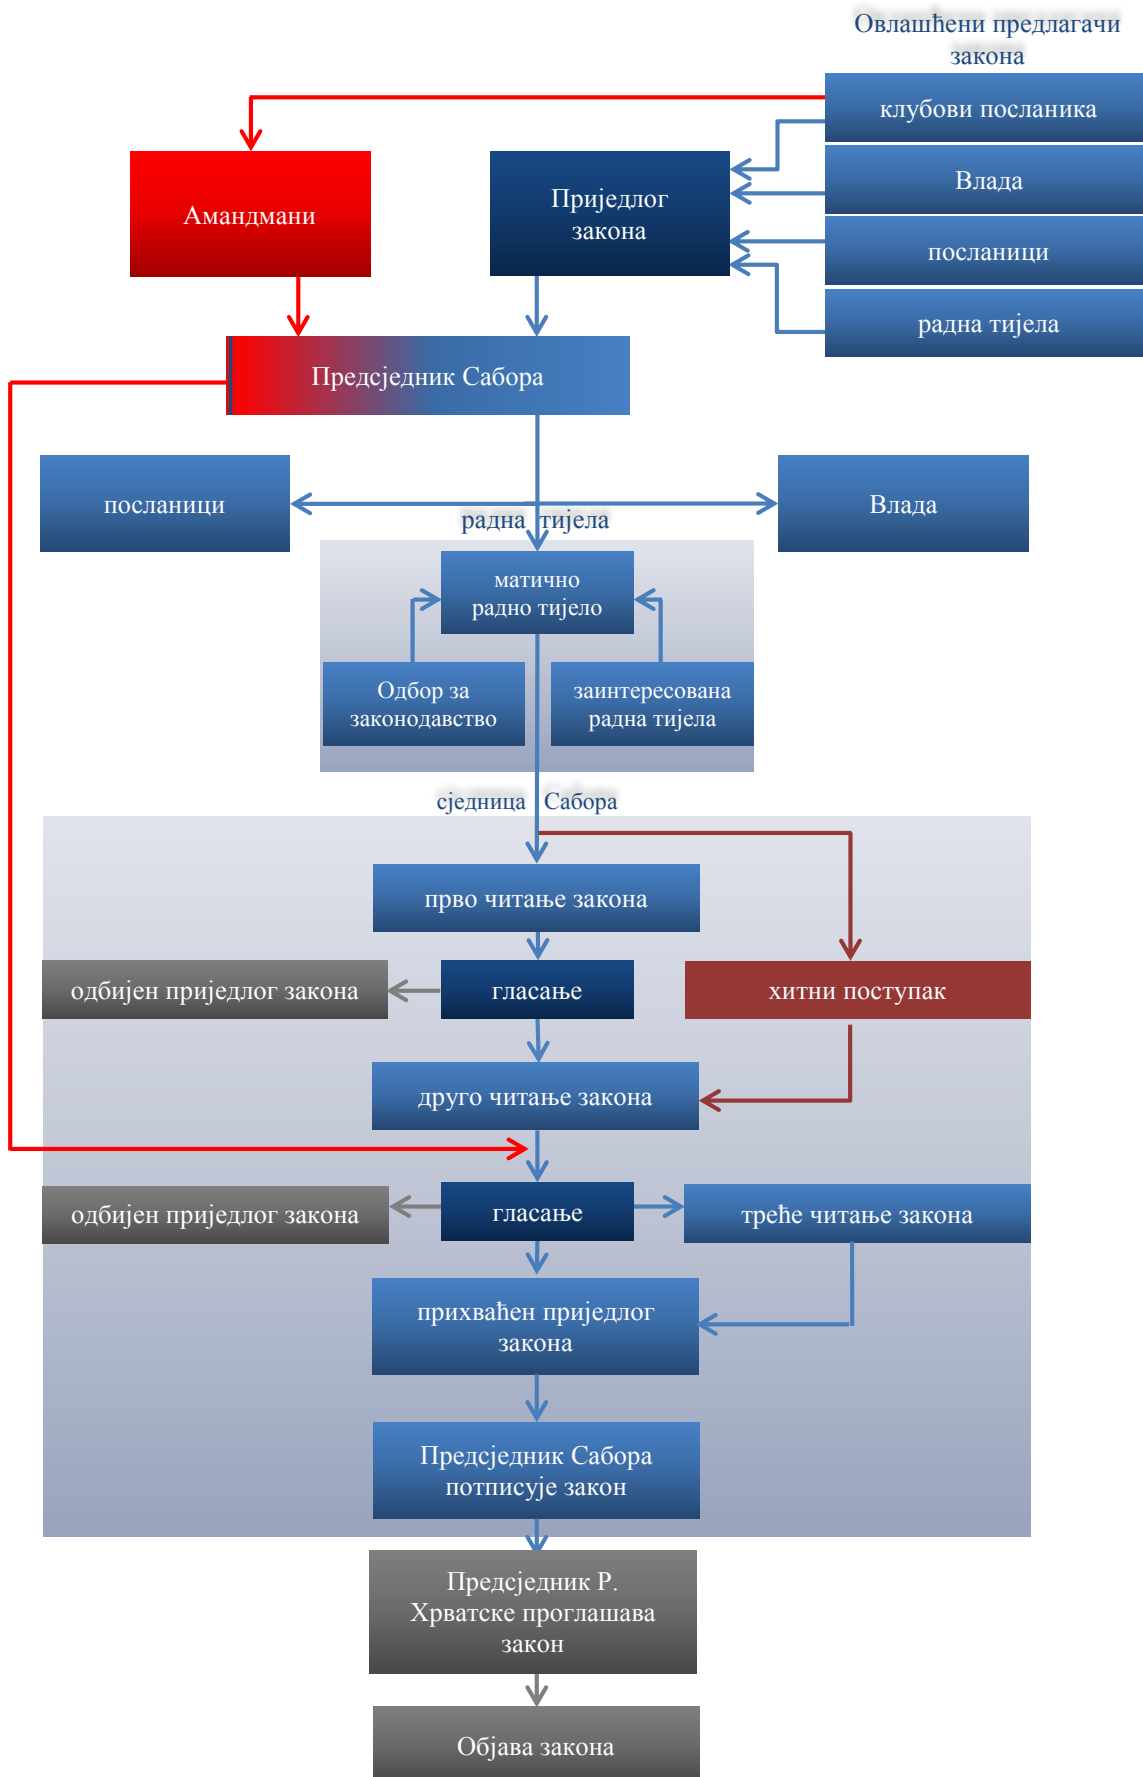 Овлашћени предлагачи
закона
клубови посланика
Влада
посланици
радна тијела
Амандмани
Приједлог
закона
Предсједник Сабора
посланици
Влада
радна тијела
матично
радно тијело
Одбор за
законодавство
заинтересована
радна тијела
сједница Сабора
прво читање закона
одбијен приједлог закона
гласање
хитни поступак
друго читање закона
одбијен приједлог закона
гласање
треће читање закона
прихваћен приједлог
закона
Предсједник Сабора
потписује закон
Предсједник Р.
Хрватске проглашава
закон
Објава закона